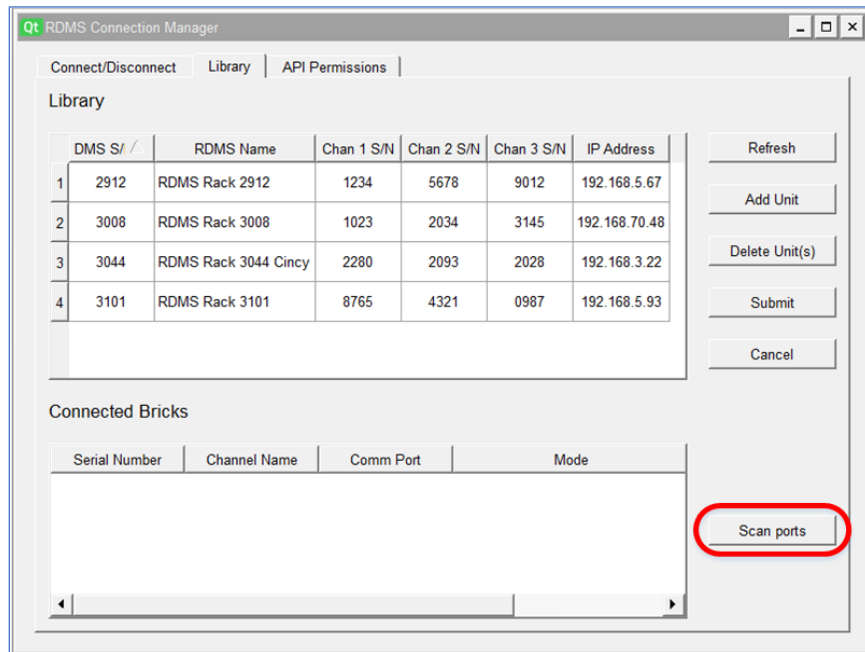 Qt RDMS Connection Manager
Connect/Disconnect Library API Permissions
Library
DMS S/ RDMS Name Chan 1 S/N Chan 2 S/N Chan 3 S/N IP Address
1 2912 RDMS Rack 2912 1234 5678 9012 192.168.5.67
2 3008 RDMS Rack 3008 1023 2034 3145 192.168.70.48
3 3044 RDMS Rack 3044 Cincy 2280 2093 2028 192.168.3.22
4 3101 RDMS Rack 3101 8765 4321 0987 192.168.5.93
Refresh
Add Unit
Delete Unit(s)
Submit
Cancel
Connected Bricks
Serial Number Channel Name Comm Port Mode
Scan ports